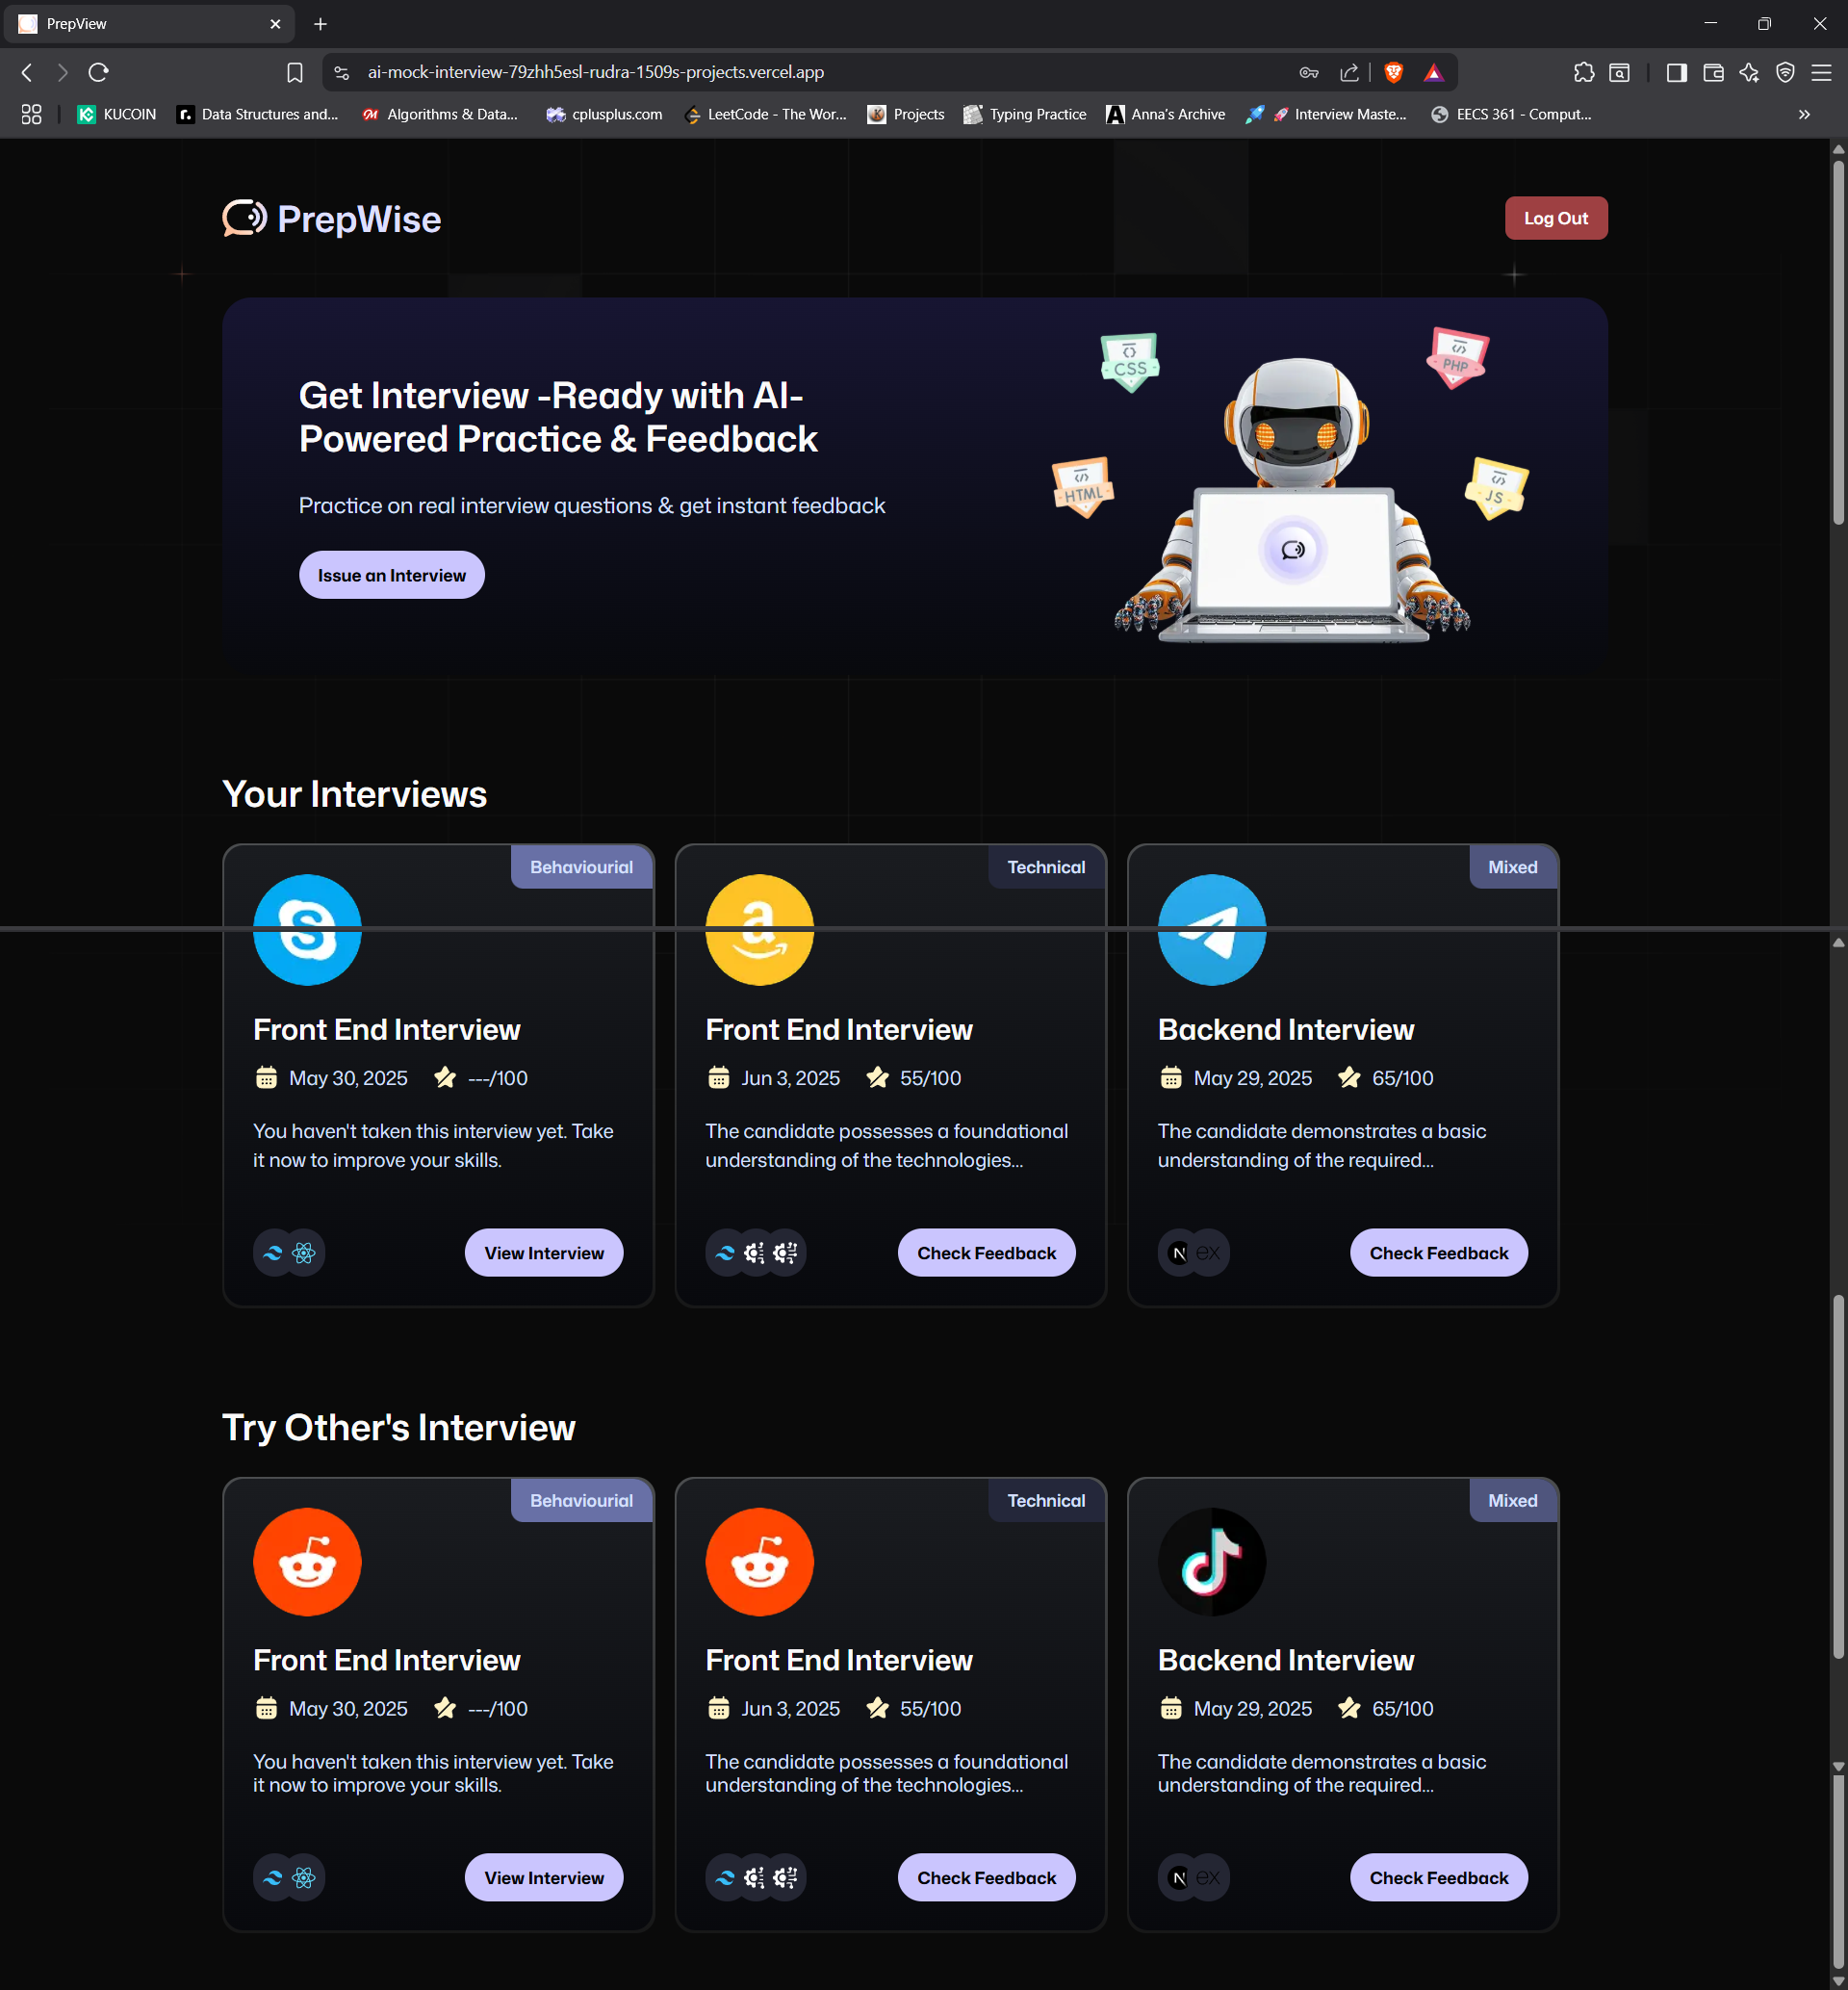 PrepView
ai-mock-interview-79zhh5esl-rudra-1509s-projects.vercel.app
KUCOIN
Data Structures and...
Algorithms & Data...
cplusplus.com
LeetCode - The Wor...
Projects
Typing Practice
Anna's Archive
Interview Maste...
EECS 361 - Comput...
PrepWise
Log Out
Get Interview -Ready with AI-
Powered Practice & Feedback
Practice on real interview questions & get instant feedback
Issue an Interview
CSS
PHP
HTML
JS
Your Interviews
Behaviourial
Technical
Mixed
Front End Interview
May 30, 2025
---/100
You haven't taken this interview yet. Take
it now to improve your skills.
View Interview
Front End Interview
Jun 3, 2025
55/100
The candidate possesses a foundational
understanding of the technologies...
Check Feedback
Backend Interview
May 29, 2025
65/100
The candidate demonstrates a basic
understanding of the required...
N
ex
Check Feedback
Try Other's Interview
Behaviourial
Technical
Mixed
Front End Interview
May 30, 2025
---/100
You haven't taken this interview yet. Take
it now to improve your skills.
View Interview
Front End Interview
Jun 3, 2025
55/100
The candidate possesses a foundational
understanding of the technologies...
Check Feedback
Backend Interview
May 29, 2025
65/100
The candidate demonstrates a basic
understanding of the required...
N
ex
Check Feedback